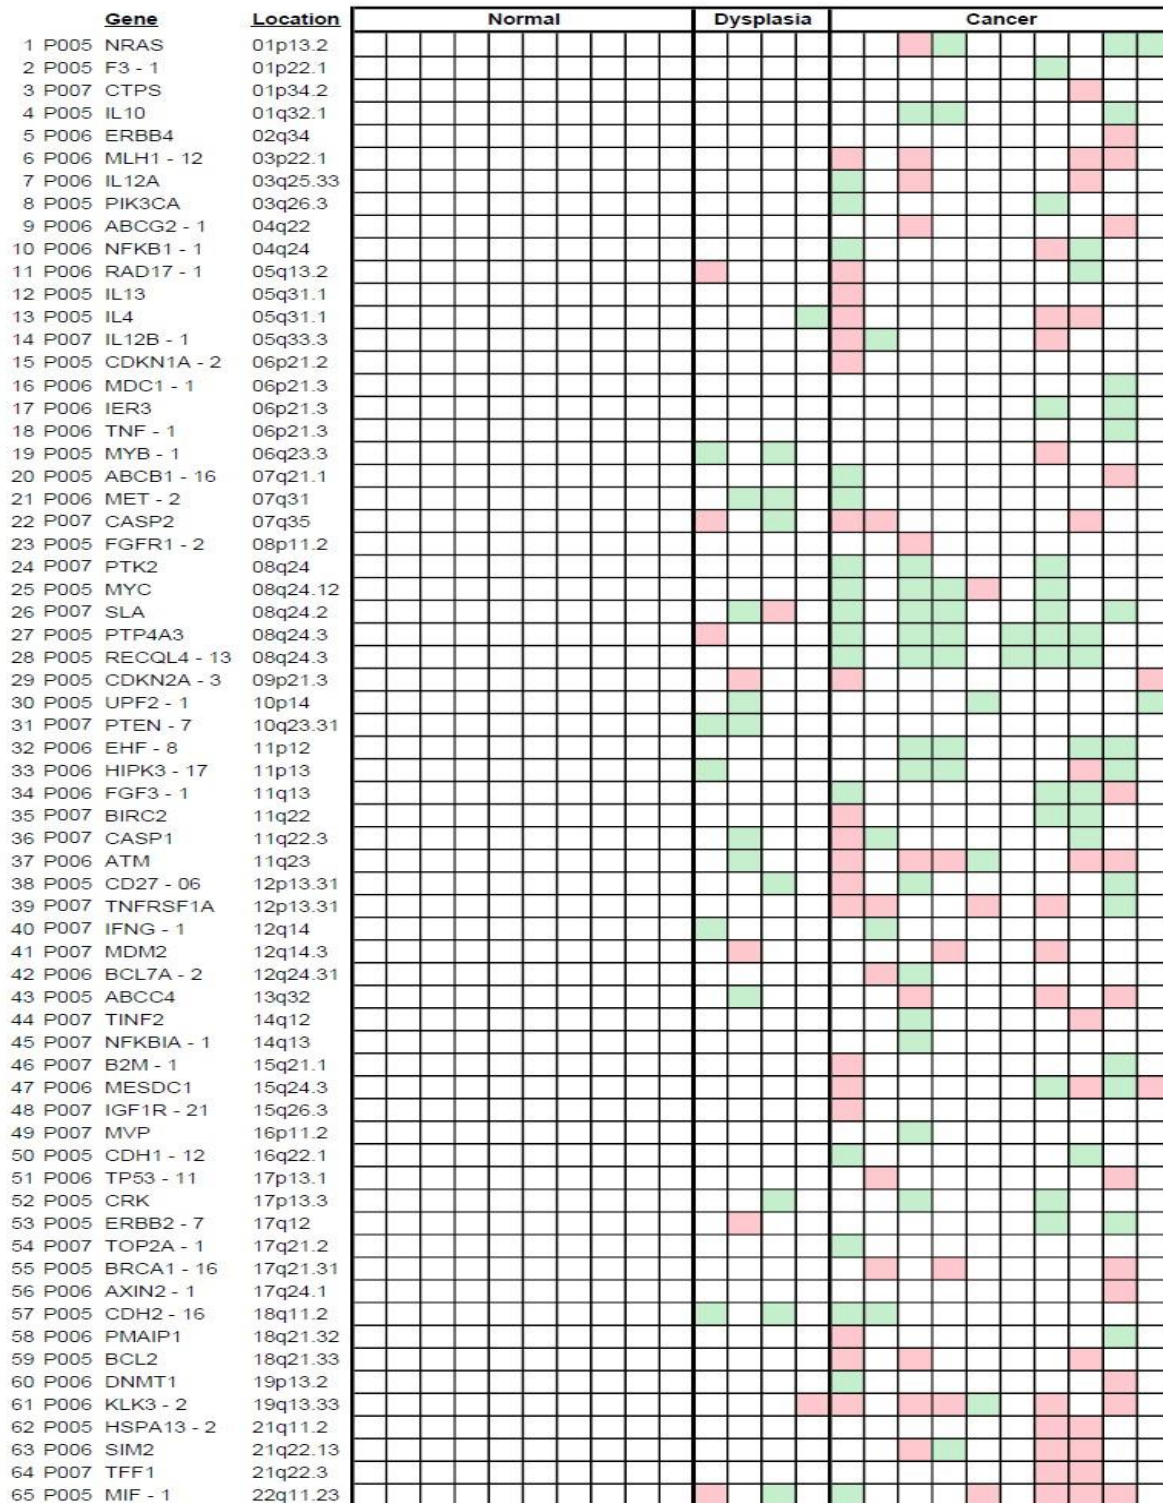 Gene Location Normal Dysplasia Cancer
1 P005 NRAS 01p13.2
2 P005 F3 - 1 01p22.1
3 P007 CTPS 01p34.2
4 P005 IL10 01q32.1
5 P006 ERBB4 02q34
6 P006 MLH1 - 12 03p22.1
7 P006 IL12A 03q25.33
8 P005 PIK3CA 03q26.3
9 P006 ABCG2 - 1 04q22
10 P006 NFKB1 - 1 04q24
11 P006 RAD17 - 1 05q13.2
12 P005 IL13 05q31.1
13 P005 IL4 05q31.1
14 P007 IL12B - 1 05q33.3
15 P005 CDKN1A - 2 06p21.2
16 P006 MDC1 - 1 06p21.3
17 P006 IER3 06p21.3
18 P006 TNF - 1 06p21.3
19 P005 MYB - 1 06q23.3
20 P005 ABCB1 - 16 07q21.1
21 P006 MET - 2 07q31
22 P007 CASP2 07q35
23 P005 FGFR1 - 2 08p11.2
24 P007 PTK2 08q24
25 P005 MYC 08q24.12
26 P007 SLA 08q24.2
27 P005 PTP4A3 08q24.3
28 P005 RECQL4 - 13 08q24.3
29 P005 CDKN2A - 3 09p21.3
30 P005 UPF2 - 1 10p14
31 P007 PTEN - 7 10q23.31
32 P006 EHF - 8 11p12
33 P006 HIPK3 - 17 11p13
34 P006 FGF3 - 1 11q13
35 P007 BIRC2 11q22
36 P007 CASP1 11q22.3
37 P006 ATM 11q23
38 P005 CD27 - 06 12p13.31
39 P007 TNFRSF1A 12p13.31
40 P007 IFNG - 1 12q14
41 P007 MDM2 12q14.3
42 P006 BCL7A - 2 12q24.31
43 P005 ABCC4 13q32
44 P007 TINF2 14q12
45 P007 NFKBIA - 1 14q13
46 P007 B2M - 1 15q21.1
47 P006 MESDC1 15q24.3
48 P007 IGF1R - 21 15q26.3
49 P007 MVP 16p11.2
50 P005 CDH1 - 12 16q22.1
51 P006 TP53 - 11 17p13.1
52 P005 CRK 17p13.3
53 P005 ERBB2 - 7 17q12
54 P007 TOP2A - 1 17q21.2
55 P005 BRCA1 - 16 17q21.31
56 P006 AXIN2 - 1 17q24.1
57 P005 CDH2 - 16 18q11.2
58 P006 PMAIP1 18q21.32
59 P005 BCL2 18q21.33
60 P006 DNMT1 19p13.2
61 P006 KLK3 - 2 19q13.33
62 P005 HSPA13 - 2 21q11.2
63 P006 SIM2 21q22.13
64 P007 TFF1 21q22.3
65 P005 MIF - 1 22q11.23